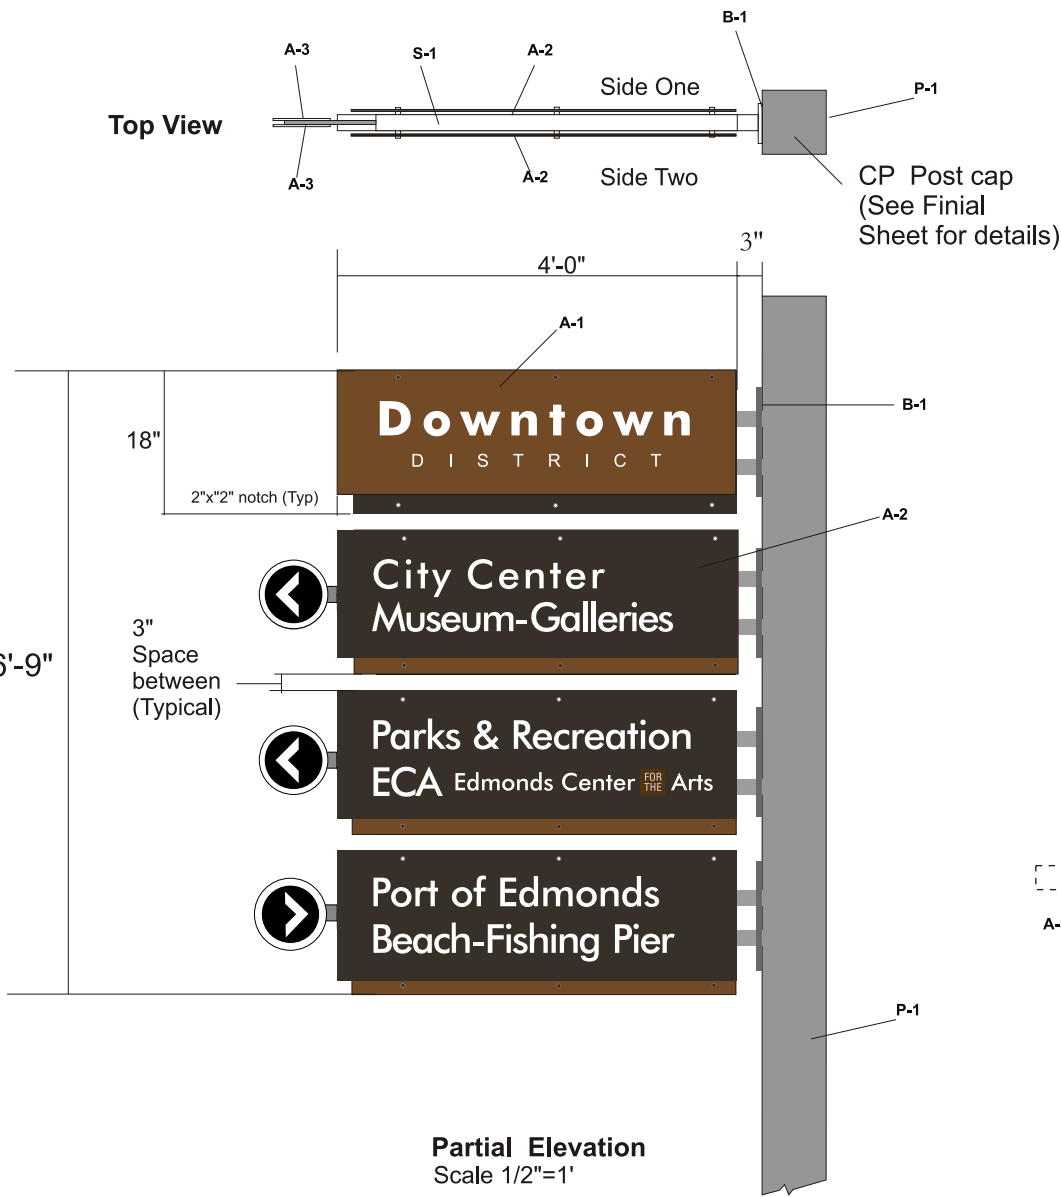 B-1
A-3
S-1
A-2
Side One
P-1
Top View
A-3
A-2
Side Two
CP Post cap
(See Finial
Sheet for details)
3"
4'-0"
A-1
B-1
Downtown
DISTRICT
18"
2"x"2" notch (Typ)
A-2
City Center
Museum-Galleries
3"
Space
between
(Typical)
6'-9"
Parks & Recreation
ECA Edmonds Center FOR THE Arts
Port of Edmonds
Beach-Fishing Pier
A-
P-1
Partial Elevation
Scale 1/2"=1'